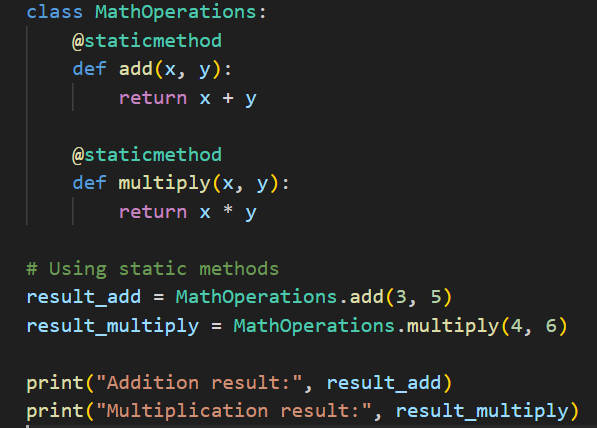 class MathOperations:
    @staticmethod
    def add(x, y):
        return x + y

    @staticmethod
    def multiply(x, y):
        return x * y

# Using static methods
result_add = MathOperations.add(3, 5)
result_multiply = MathOperations.multiply(4, 6)

print("Addition result:", result_add)
print("Multiplication result:", result_multiply)